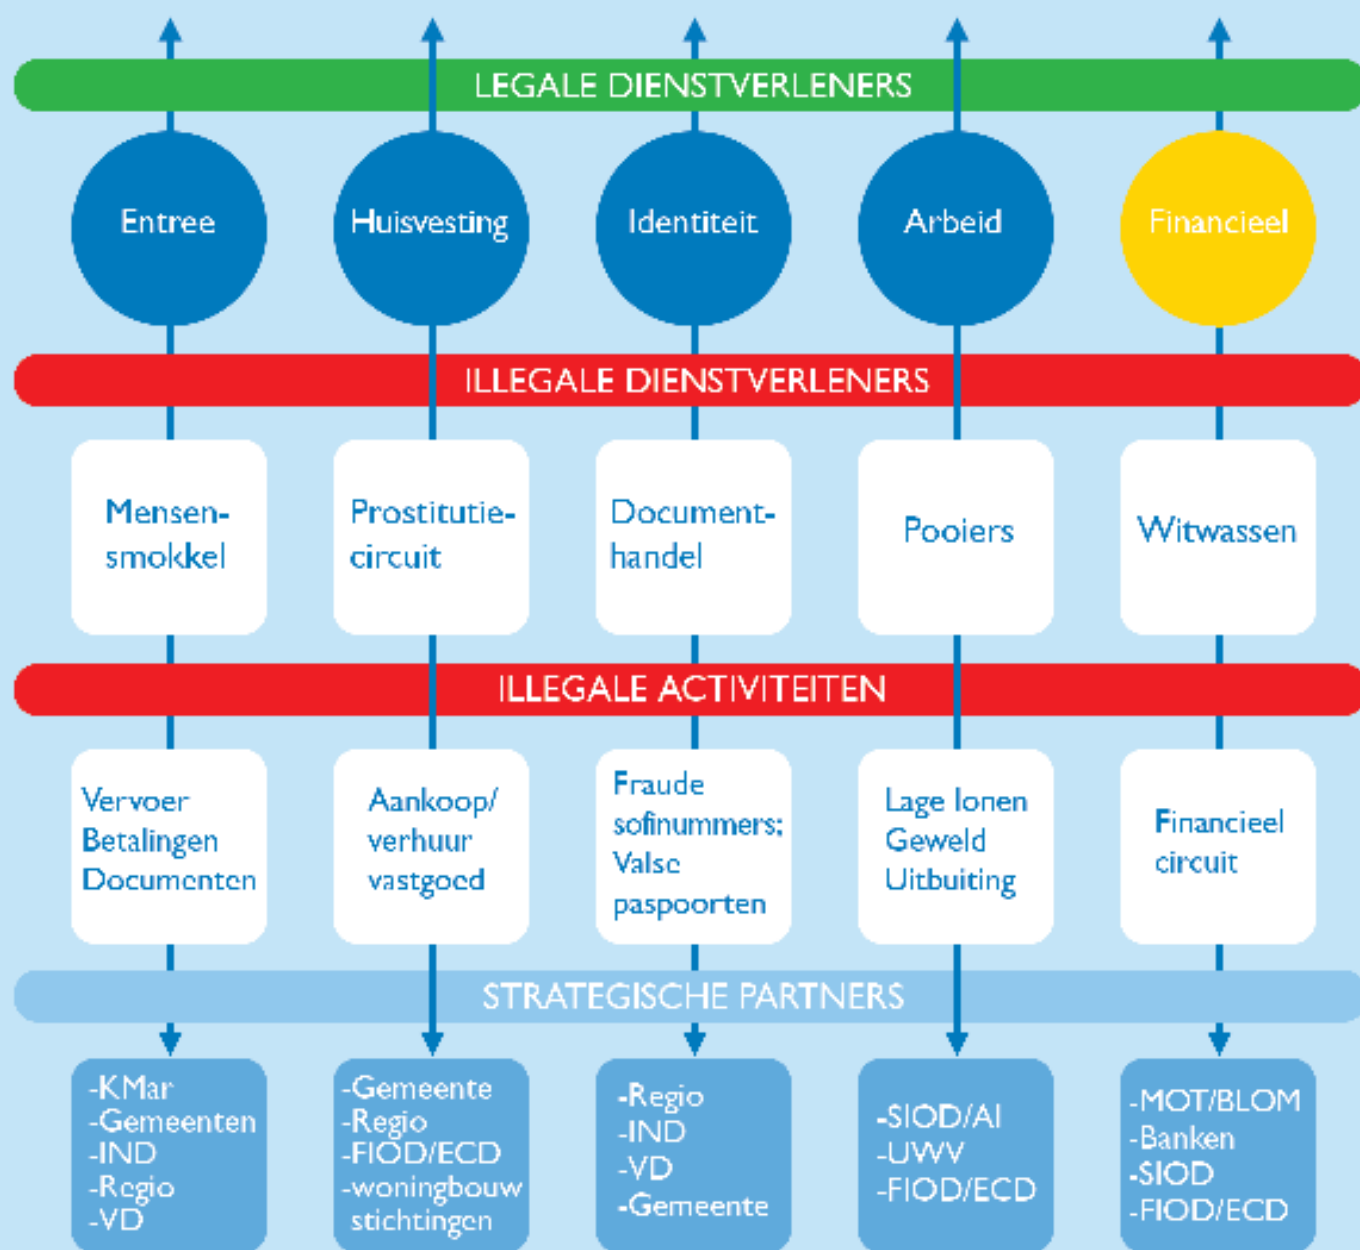 LEGALE DIENSTVERLENERS
Entree
Huisvesting
Identiteit
Arbeid
Financieel
ILLEGALE DIENSTVERLENERS
Mensen-
smokkel
Prostitutie-
circuit
Document-
handel
Pooiers
Witwassen
ILLEGALE ACTIVITEITEN
Vervoer
Betalingen
Documenten
Aankoop/
verhuur
vastgoed
Fraude
sofinummers;
Valse
paspoorten
Lage lonen
Geweld
Uitbuiting
Financieel
circuit
STRATEGISCHE PARTNERS
-KMar
-Gemeenten
-IND
-Regio
-VD
-Gemeente
-Regio
-FIOD/ECD
-woningbouw
stichtingen
-Regio
-IND
-VD
-Gemeente
-SIOD/AI
-UWV
-FIOD/ECD
-MOT/BLOM
-Banken
-SIOD
-FIOD/ECD